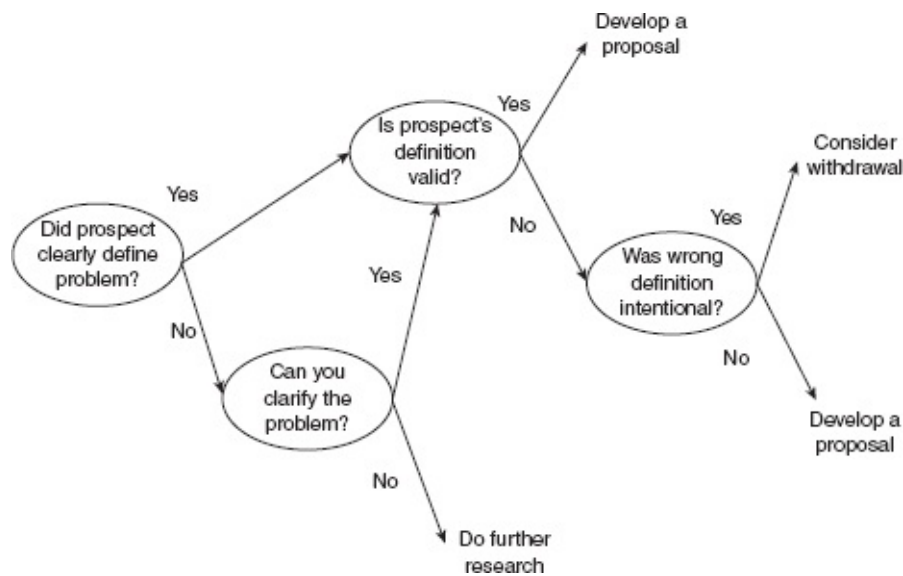 Develop a
proposal
Yes
Is prospect's
definition
valid?
Consider
withdrawal
Yes
Did prospect
clearly define
problem?
No
Yes
Was wrong
definition
intentional?
Yes
No
Can you
clarify the
problem?
No
Develop a
proposal
No
Do further
research